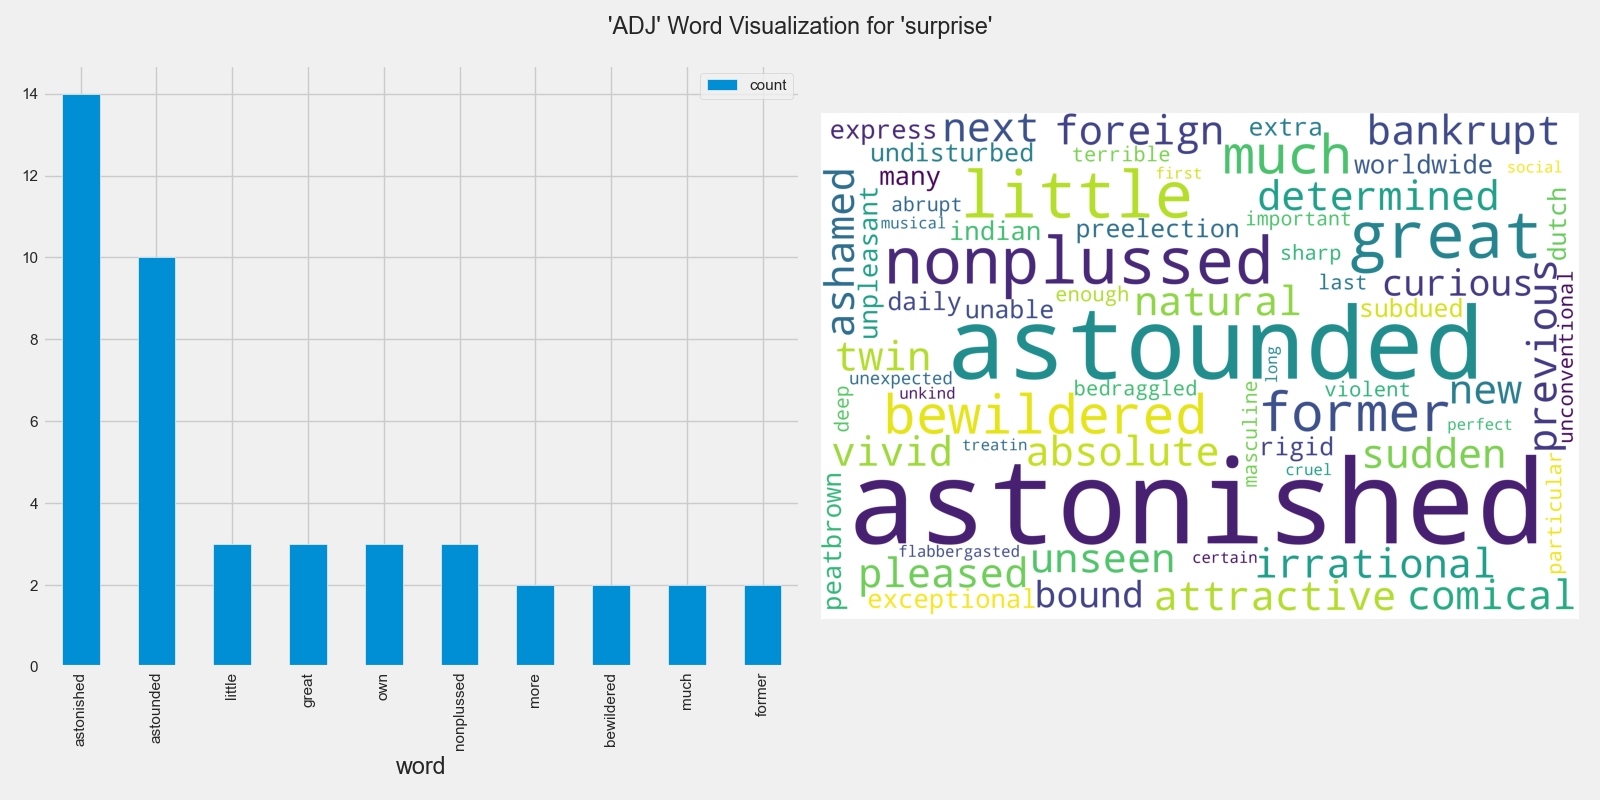 'ADJ' Word Visualization for 'surprise'
count
14
12
10
8
6
4
2
0
astonished
astounded
little
great
own
nonplussed
more
bewildered
much
former
word
express
next
foreign
extra
bankrupt
undisturbed
terrible
much
worldwide
social
many
first
little
determined
ashamed
unpleasant
abrupt
musical
indian
preelection
important
great
dutch
nonplussed
sharp
daily
unable
enough
natural
last
curious
subdued
previous
unconventional
astounded
twin
long
unexpected
unkind
bedraggled
violent
new
deep
bewildered
masculine
former
perfect
vivid
treatin
absolute
rigid
cruel
sudden
astonished
particular
peatbrown
flabbergasted
unseen
certain
irrational
pleased
exceptional
bound
attractive
comical